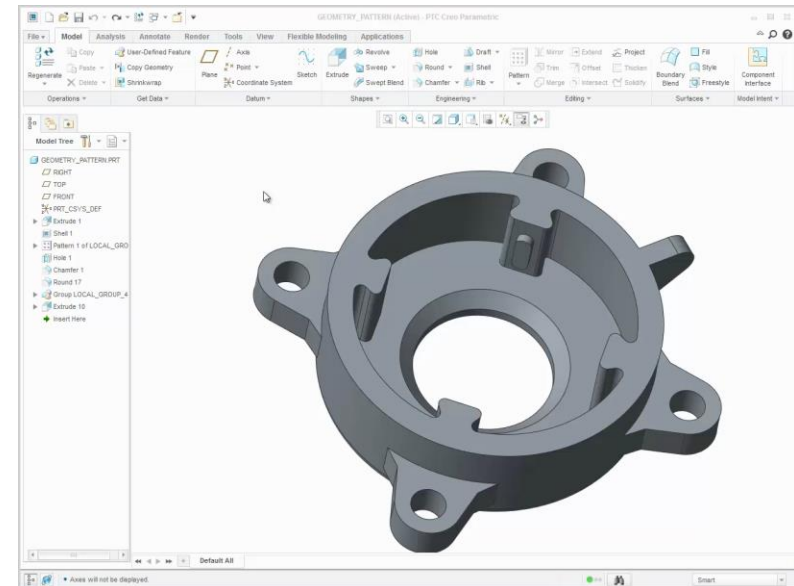 GEOMETRY_PATTERN (Active) - PTC Creo Parametric
File Model Analysis Annotate Render Tools View Flexible Modeling Applications
Regenerate
Copy
Paste
Delete
User-Defined Feature
Copy Geometry
Shrinkwrap
Plane
Axis
Point
Coordinate System
Sketch
Extrude
Revolve
Sweep
Swept Blend
Hole
Round
Chamfer
Draft
Shell
Rib
Pattern
Mirror
Trim
Merge
Extend
Offset
Intersect
Project
Thicken
Solidify
Boundary
Blend
Fill
Style
Freestyle
Component
Interface
Operations Get Data Datum Shapes Engineering Editing Surfaces Model Intent
Model Tree
GEOMETRY_PATTERN.PRT
RIGHT
TOP
FRONT
PRT_CSYS_DEF
Extrude 1
Shell 1
Pattern 1 of LOCAL_GRO
Hole 1
Chamfer 1
Round 17
Group LOCAL_GROUP_4
Extrude 10
Insert Here
Default All
Axes will not be displayed.
Smart